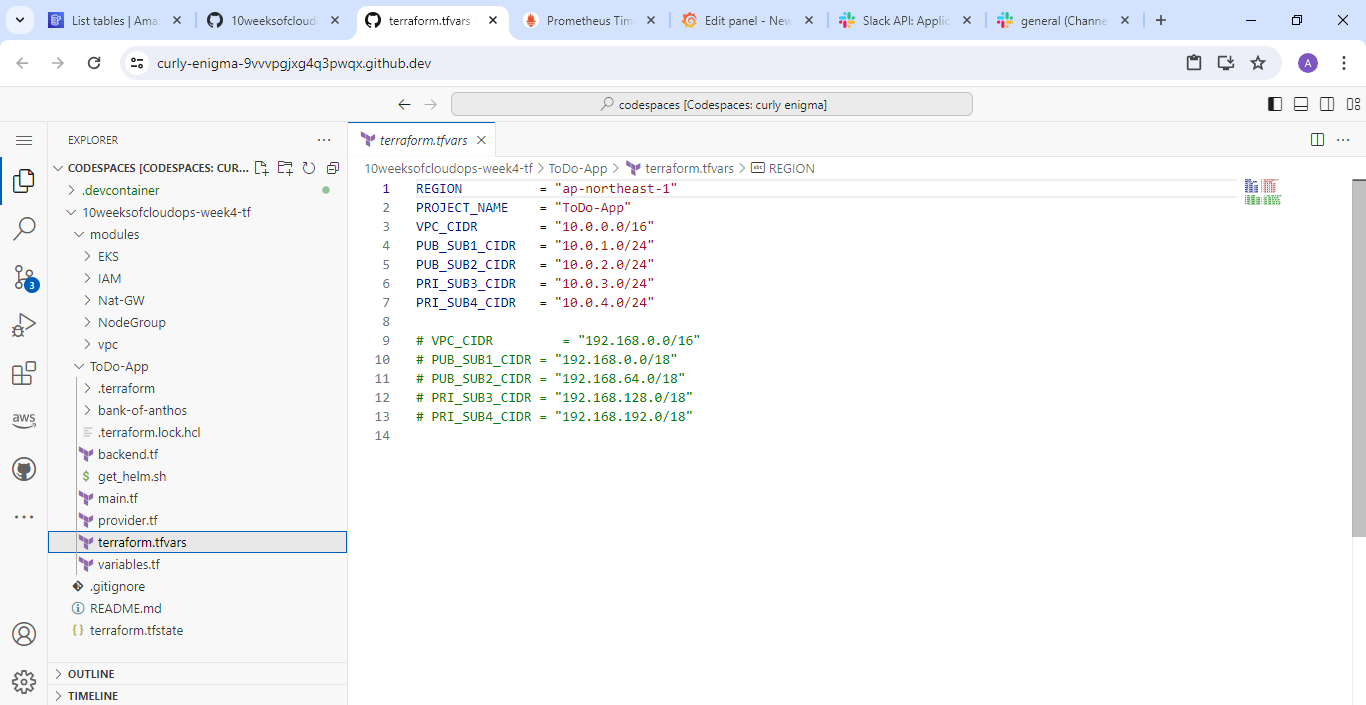 List tables | Ama
10weeksofcloud
terraform.tfvars
Prometheus Tim
Edit panel - New
Slack API: Applic
general (Channe
curly-enigma-9vvvpgjxg4q3pwqx.github.dev
A
codespaces [Codespaces: curly enigma]
EXPLORER
CODESPACES [CODESPACES: CUR...
.devcontainer
10weeksofcloudops-week4-tf
modules
EKS
IAM
Nat-GW
NodeGroup
vpc
ToDo-App
.terraform
bank-of-anthos
.terraform.lock.hcl
backend.tf
$ get_helm.sh
main.tf
provider.tf
terraform.tfvars
variables.tf
.gitignore
README.md
{} terraform.tfstate
OUTLINE
TIMELINE
3
aws
terraform.tfvars
10weeksofcloudops-week4-tf > ToDo-App > terraform.tfvars > abc REGION
1 REGION = "ap-northeast-1"
2 PROJECT_NAME = "ToDo-App"
3 VPC_CIDR = "10.0.0.0/16"
4 PUB_SUB1_CIDR = "10.0.1.0/24"
5 PUB_SUB2_CIDR = "10.0.2.0/24"
6 PRI_SUB3_CIDR = "10.0.3.0/24"
7 PRI_SUB4_CIDR = "10.0.4.0/24"
8
9 # VPC_CIDR = "192.168.0.0/16"
10 # PUB_SUB1_CIDR = "192.168.0.0/18"
11 # PUB_SUB2_CIDR = "192.168.64.0/18"
12 # PRI_SUB3_CIDR = "192.168.128.0/18"
13 # PRI_SUB4_CIDR = "192.168.192.0/18"
14